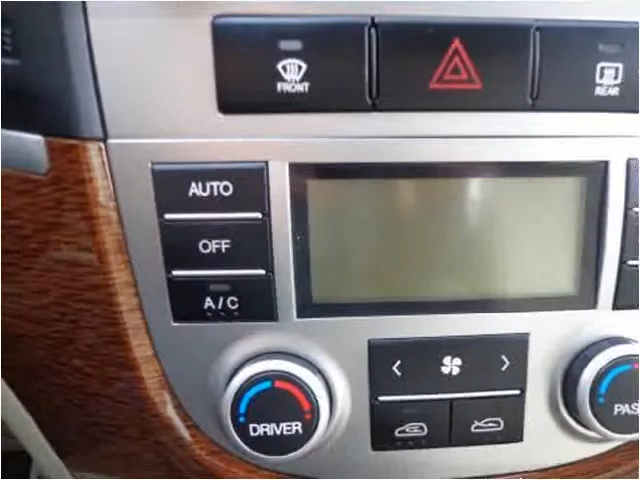 FRONT
REAR
AUTO
OFF
A/C
DRIVER
PAS